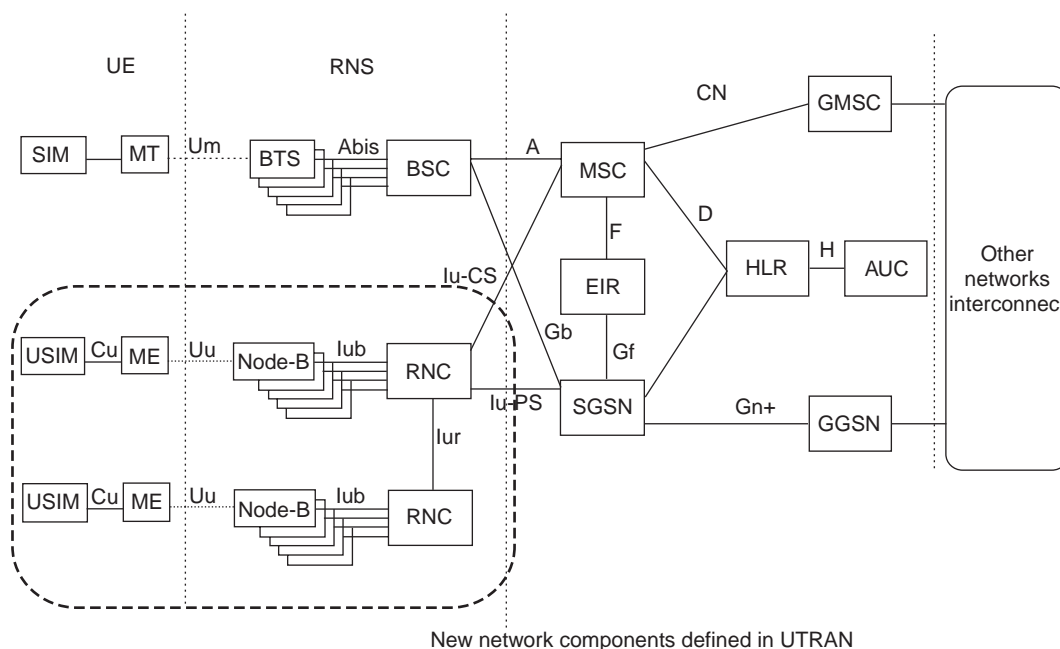 UE
RNS
CN
GMSC
SIM
MT
Um
BTS
Abis
BSC
A
MSC
D
F
HLR
H
AUC
Other
networks
interconnec
EIR
Iu-CS
Gb
Gf
USIM
Cu
ME
Uu
Node-B
Iub
RNC
Iu-PS
SGSN
Gn+
GGSN
Iur
USIM
Cu
ME
Uu
Node-B
Iub
RNC
New network components defined in UTRAN